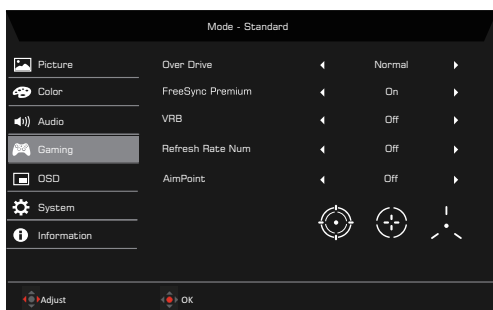 Mode - Standard
Picture
Over Drive Normal
Color
FreeSync Premium On
Audio
VRB Off
Gaming
Refresh Rate Num Off
OSD
AimPoint Off
System
Information
Adjust OK